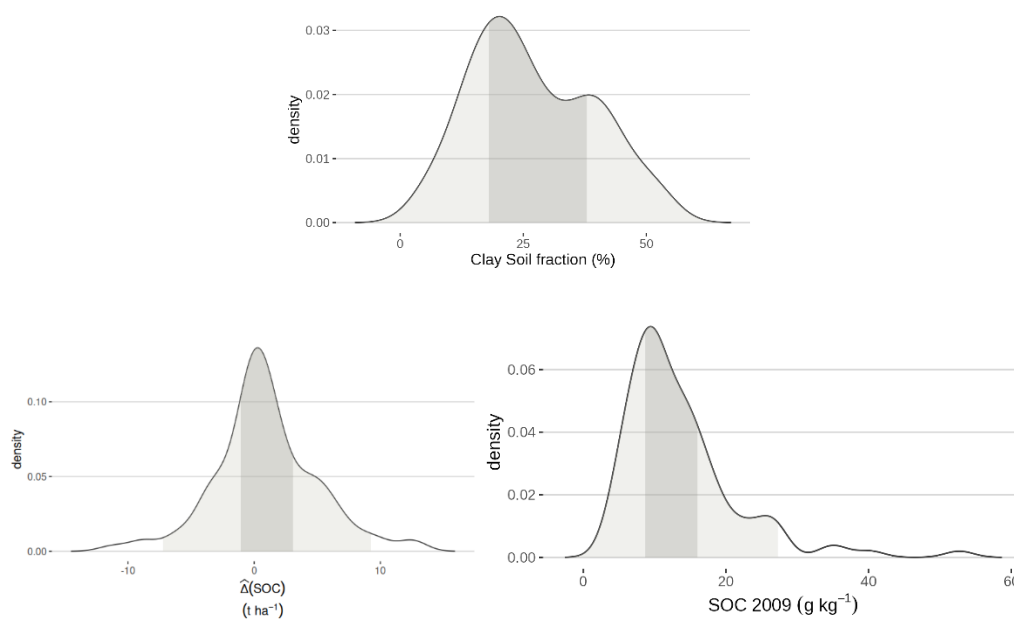 0.03
0.02
0.01
0.00
density
0 25 50
Clay Soil fraction (%)
0.10
0.05
0.00
density
-10 0 10
Δ̂(SOC)
(t ha⁻¹)
0.06
0.04
0.02
0.00
density
0 20 40 60
SOC 2009 (g kg⁻¹)